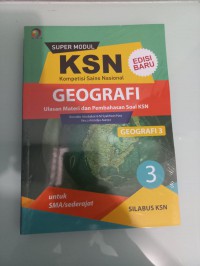 SUPER MODUL
KSN
Kompetisi Sains Nasional
EDISI
BARU
GEOGRAFI
Ulasan Materi dan Pembahasan Soal KSN
GEOGRAFI 3
3
untuk
SMA/sederajat
SILABUS KSN